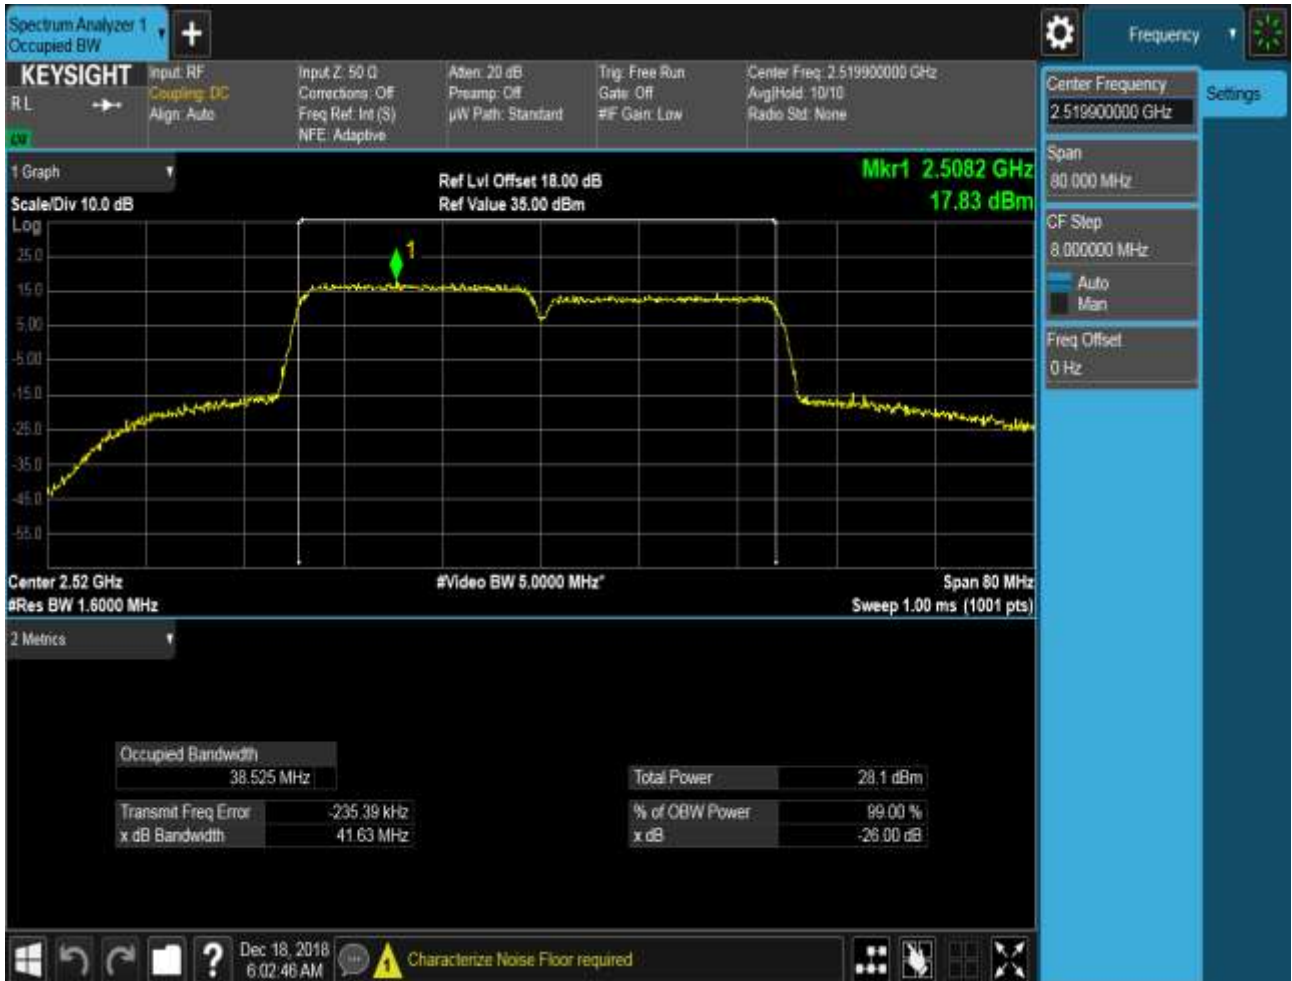 Spectrum Analyzer 1
Occupied BW
+
Frequency
KEYSIGHT
RL
Input: RF
Coupling: DC
Align: Auto
Input Z: 50 Ω
Corrections: Off
Freq Ref: Int (S)
NFE: Adaptive
Atten: 20 dB
Preamp: Off
µW Path: Standard
Trig: Free Run
Gate: Off
#IF Gain: Low
Center Freq: 2.519900000 GHz
Avg|Hold: 10/10
Radio Std: None
Center Frequency
2.519900000 GHz
Settings
Span
80.000 MHz
CF Step
8.000000 MHz
Auto
Man
Freq Offset
0 Hz
1 Graph
Scale/Div 10.0 dB
Ref Lvl Offset 18.00 dB
Ref Value 35.00 dBm
Mkr1 2.5082 GHz
17.83 dBm
Log
25.0
15.0
5.00
-5.00
-15.0
-25.0
-35.0
-45.0
-55.0
1
Center 2.52 GHz
#Video BW 5.0000 MHz*
Span 80 MHz
#Res BW 1.6000 MHz
Sweep 1.00 ms (1001 pts)
2 Metrics
Occupied Bandwidth
38.525 MHz
Transmit Freq Error -235.39 kHz
x dB Bandwidth 41.63 MHz
Total Power 28.1 dBm
% of OBW Power 99.00 %
x dB -26.00 dB
?
Dec 18, 2018
6:02:46 AM
1
Characterize Noise Floor required